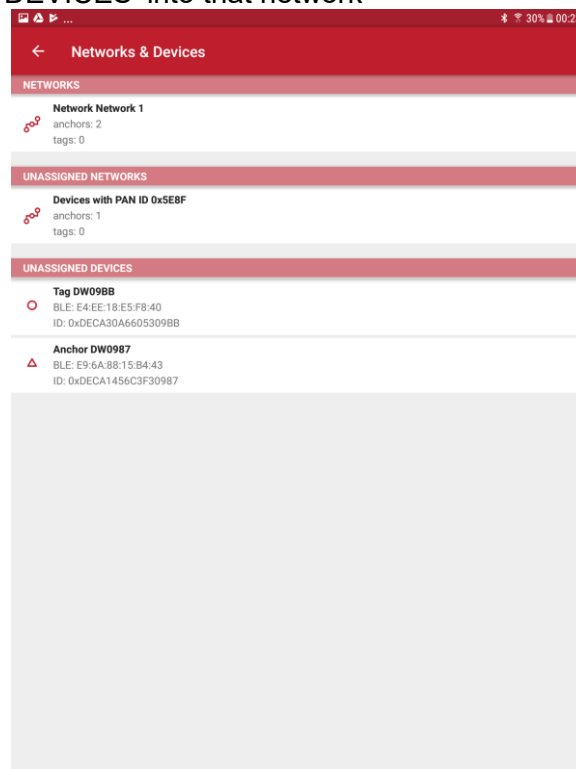 DEVICES' into that network
... 30% 00:2
Networks & Devices
NETWORKS
Network Network 1
anchors: 2
tags: 0
UNASSIGNED NETWORKS
Devices with PAN ID 0x5E8F
anchors: 1
tags: 0
UNASSIGNED DEVICES
Tag DW09BB
BLE: E4:EE:18:E5:F8:40
ID: 0xDECA30A6605309BB
Anchor DW0987
BLE: E9:6A:88:15:B4:43
ID: 0xDECA1456C3F30987